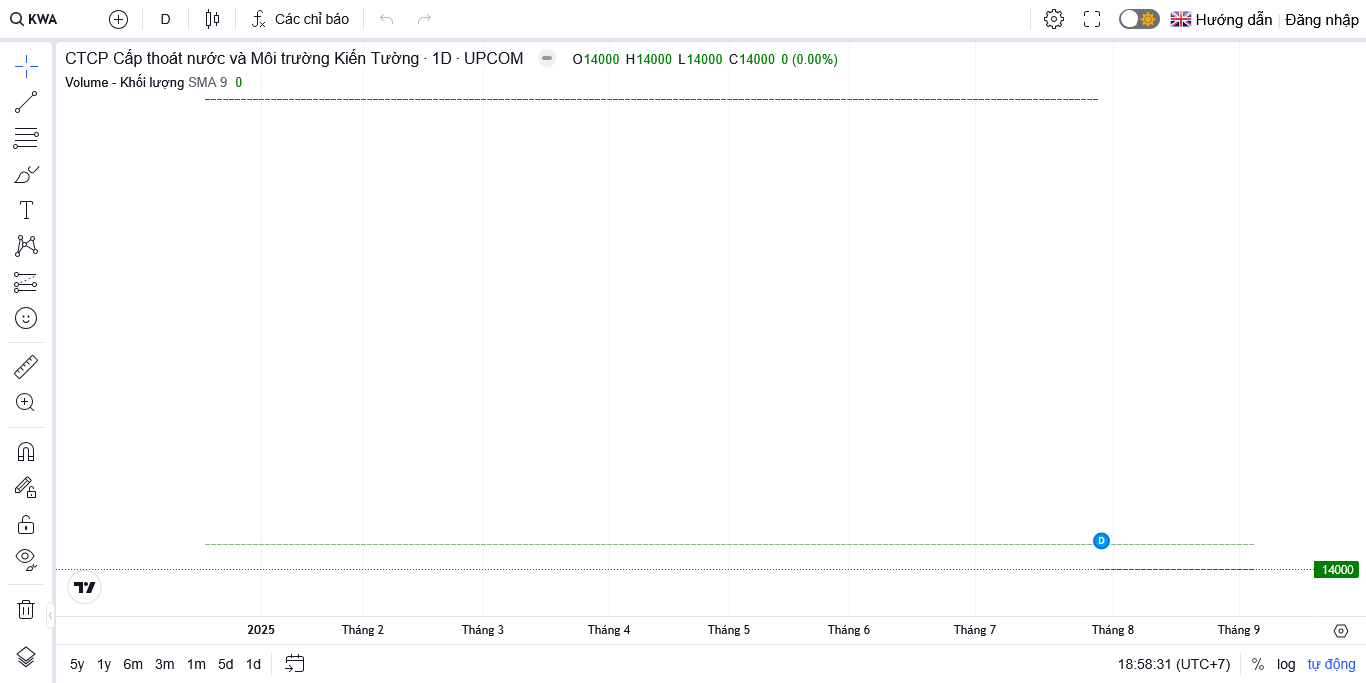 KWA D Các chỉ báo Hướng dẫn Đăng nhập
CTCP Cấp thoát nước và Môi trường Kiến Tường · 1D · UPCOM O14000 H14000 L14000 C14000 0 (0.00%)
Volume - Khối lượng SMA 9 0
D
14000
2025 Tháng 2 Tháng 3 Tháng 4 Tháng 5 Tháng 6 Tháng 7 Tháng 8 Tháng 9
5y 1y 6m 3m 1m 5d 1d 18:58:31 (UTC+7) % log tự động